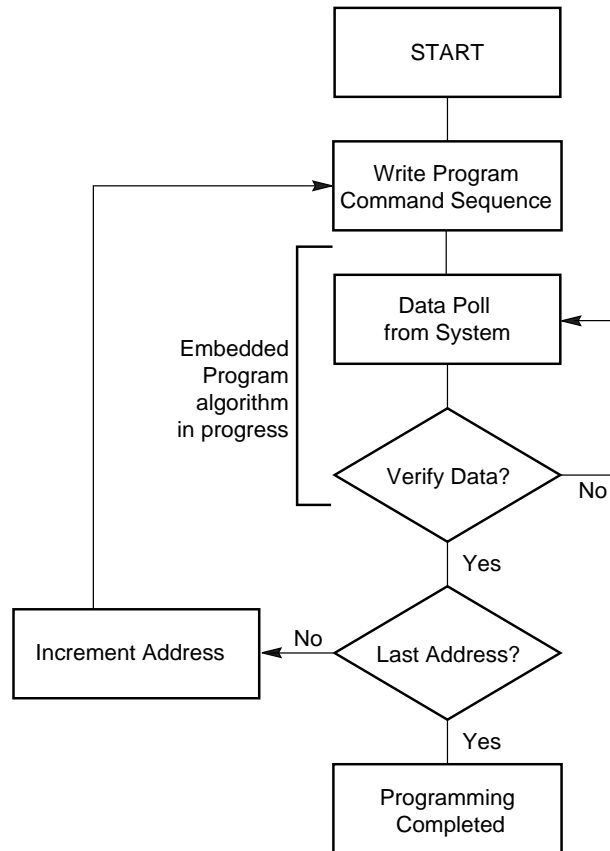 START
Write Program
Command Sequence
Data Poll
from System
Embedded
Program
algorithm
in progress
Verify Data?
No
Yes
Increment Address
No
Last Address?
Yes
Programming
Completed